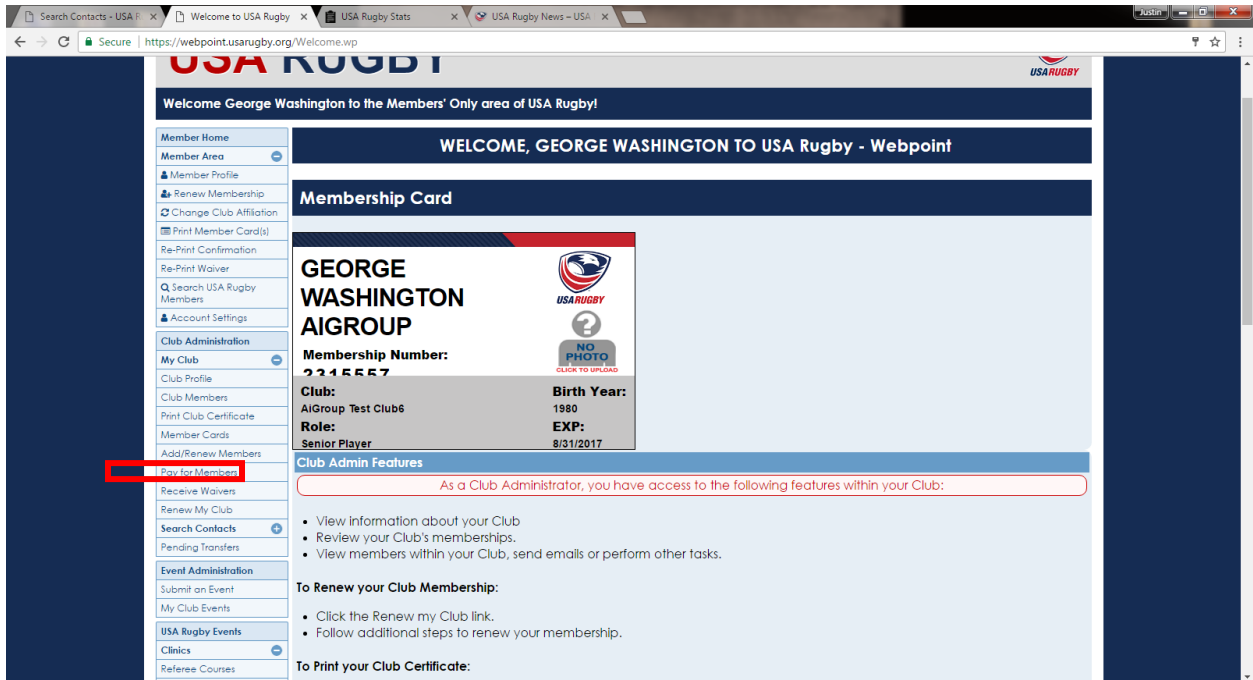 Search Contacts - USA R
Welcome to USA Rugby
USA Rugby Stats
USA Rugby News – USA
Justin
Secure
https://webpoint.usarugby.org/Welcome.wp
USA RUGBY
USARUGBY
Welcome George Washington to the Members' Only area of USA Rugby!
Member Home
Member Area
Member Profile
Renew Membership
Change Club Affiliation
Print Member Card(s)
Re-Print Confirmation
Re-Print Waiver
Search USA Rugby
Members
Account Settings
Club Administration
My Club
Club Profile
Club Members
Print Club Certificate
Member Cards
Add/Renew Members
Pay for Members
Receive Waivers
Renew My Club
Search Contacts
Pending Transfers
Event Administration
Submit an Event
My Club Events
USA Rugby Events
Clinics
Referee Courses
WELCOME, GEORGE WASHINGTON TO USA Rugby - Webpoint
Membership Card
GEORGE
WASHINGTON
AIGROUP
USARUGBY
?
NO
PHOTO
CLICK TO UPLOAD
Membership Number:
2315557
Club:
AiGroup Test Club6
Role:
Senior Player
Birth Year:
1980
EXP:
8/31/2017
Club Admin Features
As a Club Administrator, you have access to the following features within your Club:
• View information about your Club
• Review your Club's memberships.
• View members within your Club, send emails or perform other tasks.
To Renew your Club Membership:
• Click the Renew my Club link.
• Follow additional steps to renew your membership.
To Print your Club Certificate: